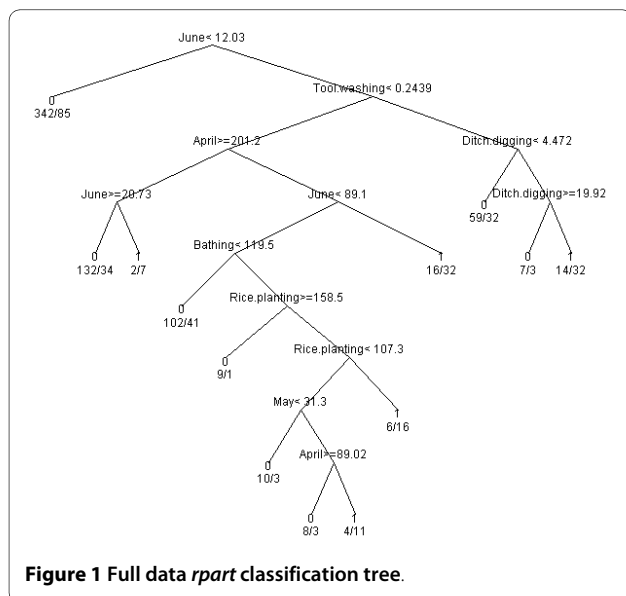 June< 12.03
0
342/85
Tool.washing< 0.2439
April>=201.2
Ditch.digging< 4.472
June>=20.73
June< 89.1
0
59/32
Ditch.digging>=19.92
0
132/34
1
2/7
Bathing< 119.5
1
16/32
0
7/3
1
14/32
0
102/41
Rice.planting>=158.5
0
9/1
Rice.planting< 107.3
May< 31.3
1
6/16
0
10/3
April>=89.02
0
8/3
1
4/11
Figure 1 Full data rpart classification tree.